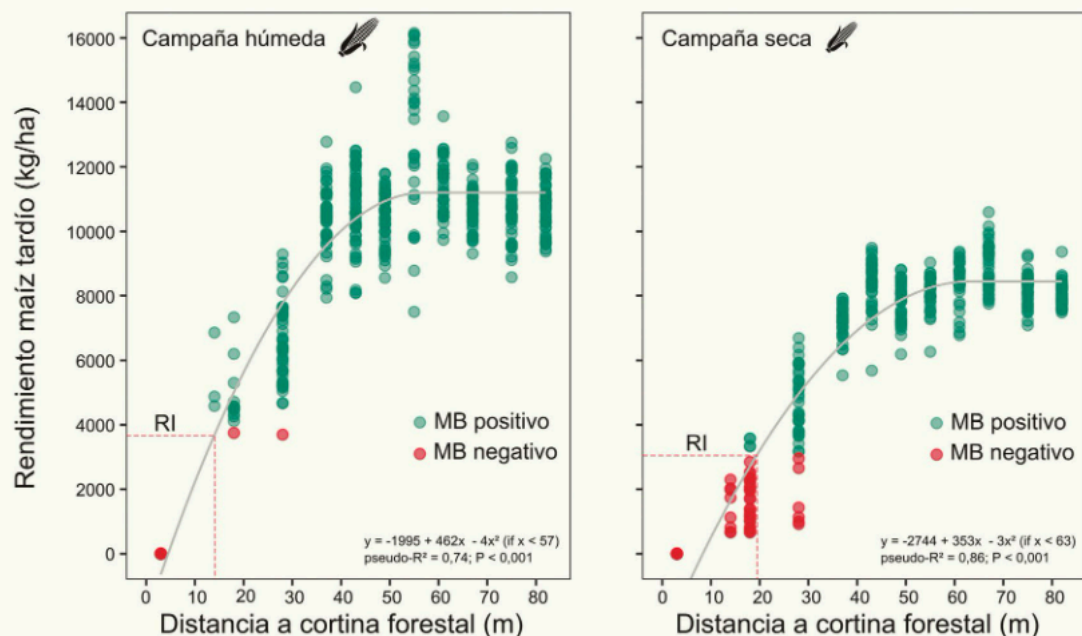 Rendimiento maíz tardío (kg/ha)
16000
14000
12000
10000
8000
6000
4000
2000
0
Campaña húmeda
RI
MB positivo
MB negativo
y = -1995 + 462x - 4x² (if x < 57)
pseudo-R² = 0,74; P < 0,001
0 10 20 30 40 50 60 70 80
Distancia a cortina forestal (m)
Campaña seca
RI
MB positivo
MB negativo
y = -2744 + 353x - 3x² (if x < 63)
pseudo-R² = 0,86; P < 0,001
0 10 20 30 40 50 60 70 80
Distancia a cortina forestal (m)